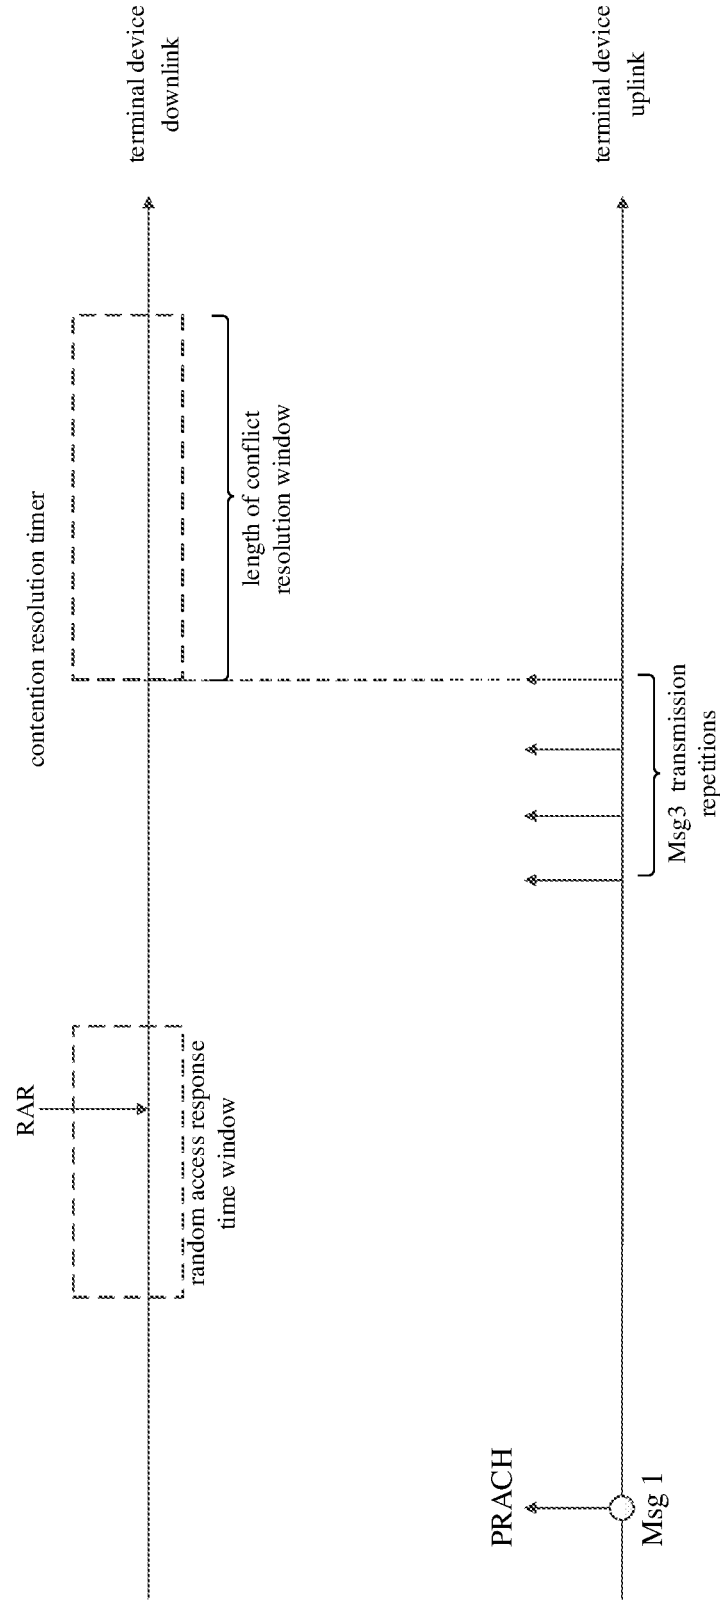 RAR
contention resolution timer
terminal device
downlink
random access response
time window
length of conflict
resolution window
PRACH
Msg 1
Msg3 transmission
repetitions
terminal device
uplink